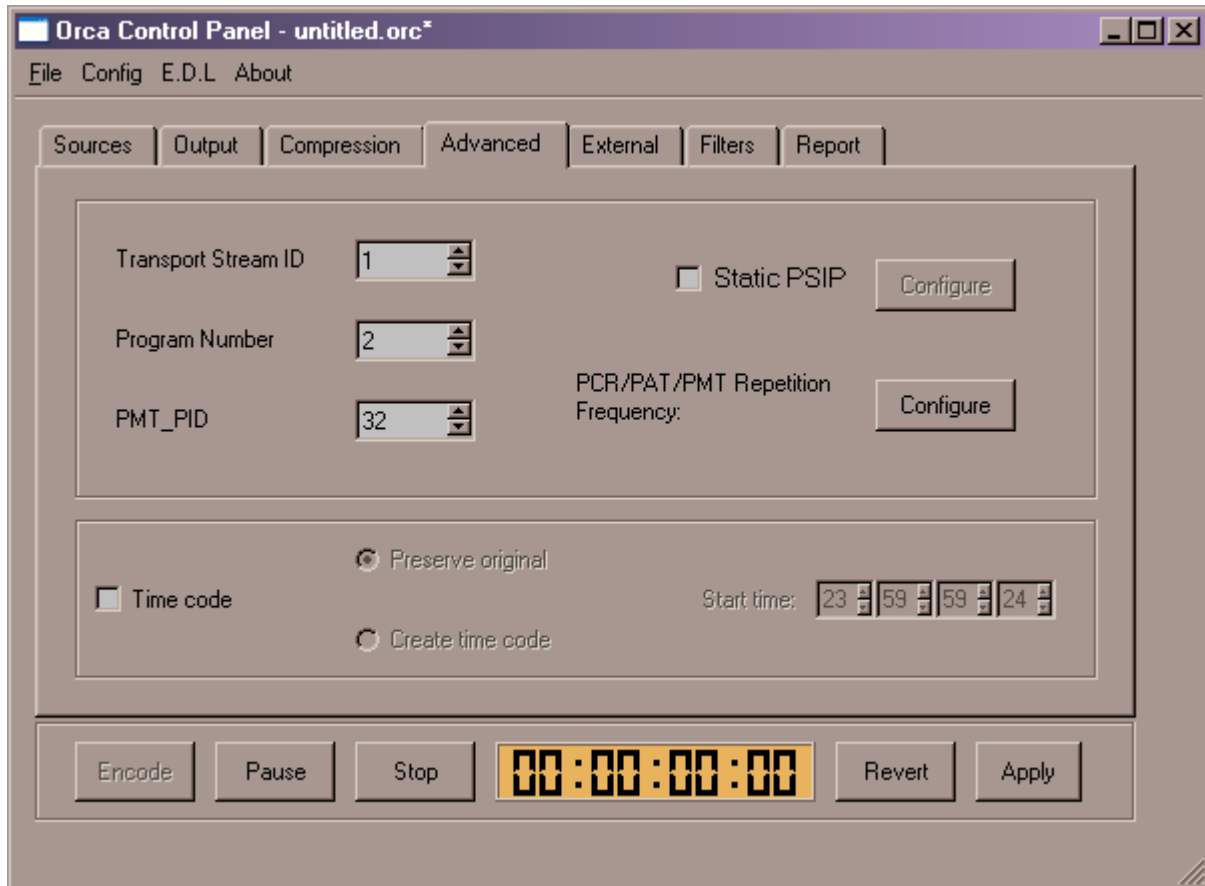 Orca Control Panel - untitled.orc*
File Config E.D.L About
Sources Output Compression Advanced External Filters Report
Transport Stream ID 1
Static PSIP Configure
Program Number 2
PCR/PAT/PMT Repetition
Frequency:
Configure
PMT_PID 32
Preserve original
Time code
Start time: 23 59 59 24
Create time code
Encode Pause Stop 00:00:00:00 Revert Apply